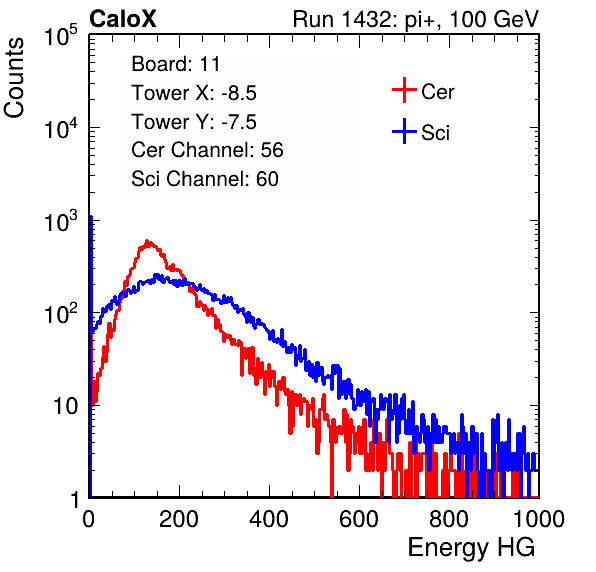 CaloX Run 1432: pi+, 100 GeV
Counts
10^5
10^4
10^3
10^2
10
1
Board: 11
Tower X: -8.5
Tower Y: -7.5
Cer Channel: 56
Sci Channel: 60
Cer
Sci
0 200 400 600 800 1000
Energy HG